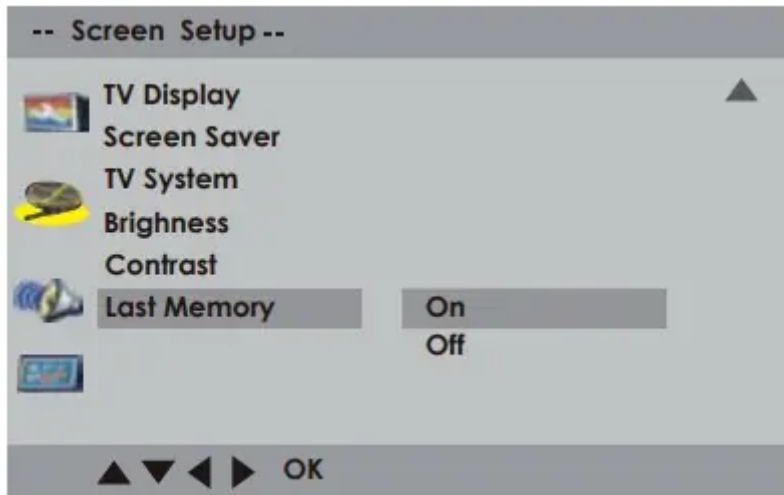 -- Screen Setup --
TV Display
Screen Saver
TV System
Brighness
Contrast
Last Memory On
Off
OK